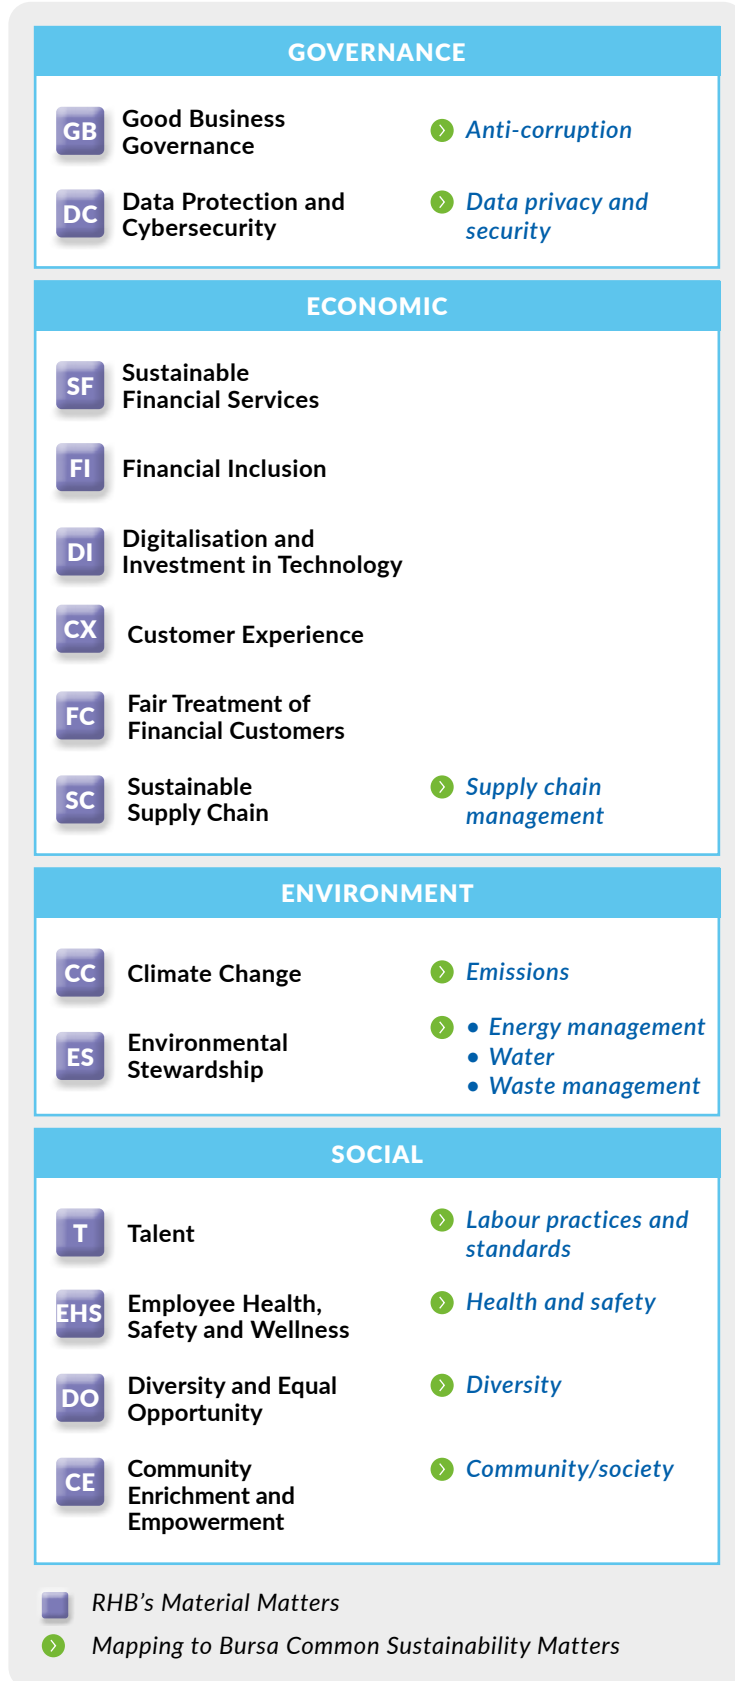 GOVERNANCE
GB
Good Business
Governance
Anti-corruption
DC
Data Protection and
Cybersecurity
Data privacy and
security
ECONOMIC
SF
Sustainable
Financial Services
FI
Financial Inclusion
DI
Digitalisation and
Investment in Technology
CX
Customer Experience
FC
Fair Treatment of
Financial Customers
SC
Sustainable
Supply Chain
Supply chain
management
ENVIRONMENT
CC
Climate Change
Emissions
ES
Environmental
Stewardship
• Energy management
• Water
• Waste management
SOCIAL
T
Talent
Labour practices and
standards
EHS
Employee Health,
Safety and Wellness
Health and safety
DO
Diversity and Equal
Opportunity
Diversity
CE
Community
Enrichment and
Empowerment
Community/society
RHB's Material Matters
Mapping to Bursa Common Sustainability Matters